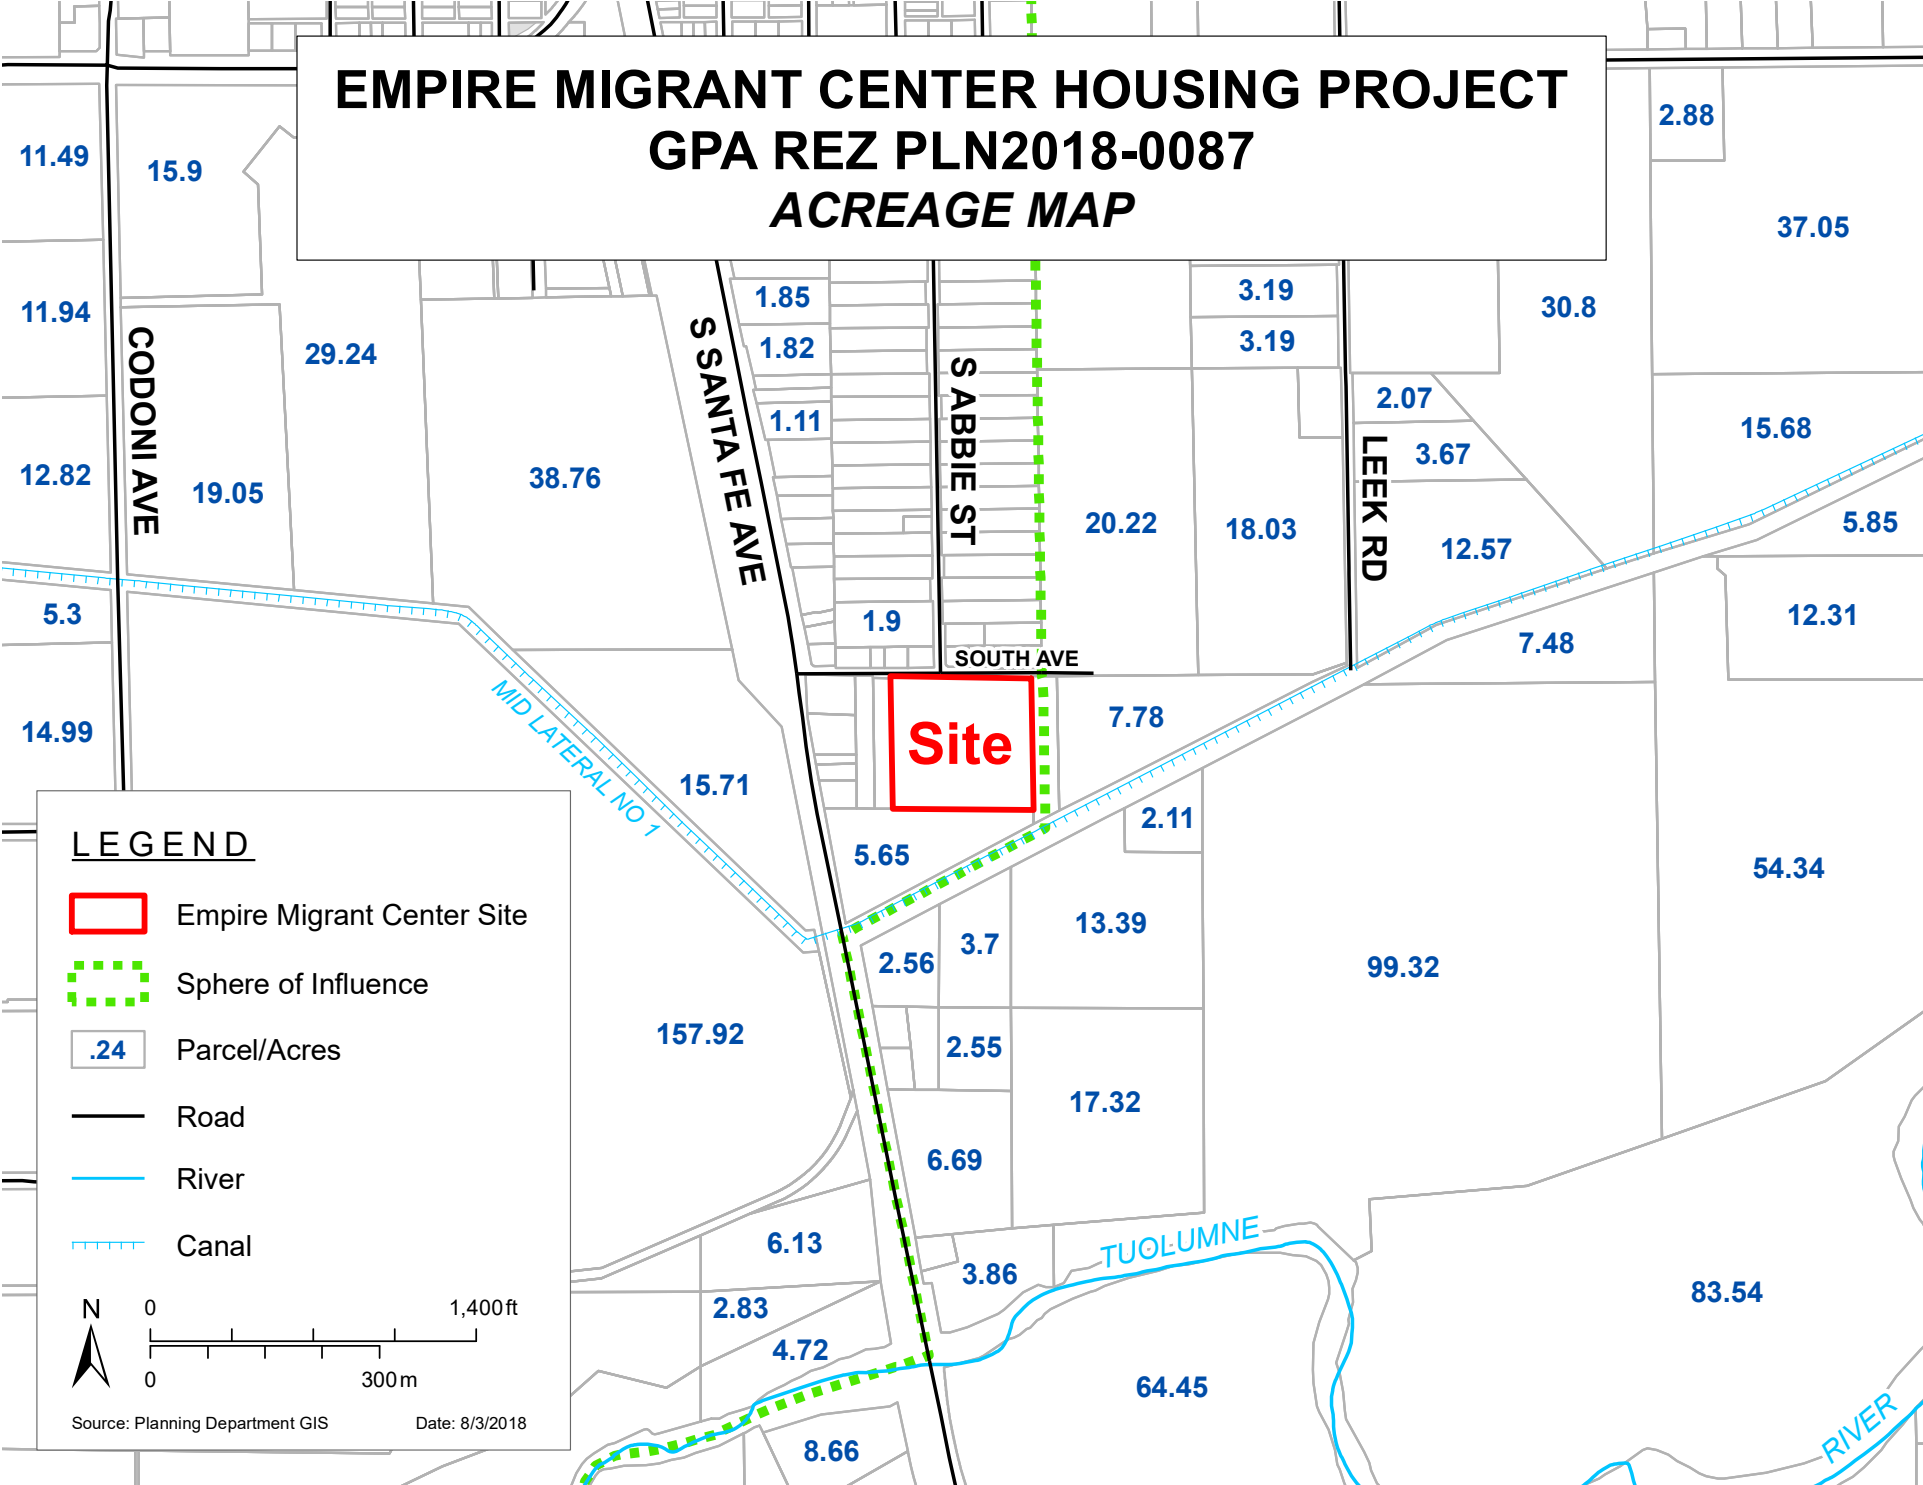 EMPIRE MIGRANT CENTER HOUSING PROJECT
GPA REZ PLN2018-0087
ACREAGE MAP
2.88
11.49
15.9
37.05
11.94
29.24
1.85
3.19
30.8
1.82
3.19
CODONI AVE
S SANTA FE AVE
S ABBIE ST
LEEK RD
2.07
1.11
15.68
3.67
12.82
19.05
38.76
20.22
18.03
12.57
5.85
5.3
1.9
7.48
12.31
SOUTH AVE
14.99
MID LATERAL NO 1
15.71
Site
7.78
2.11
5.65
54.34
13.39
3.7
2.56
99.32
157.92
2.55
17.32
6.69
6.13
TUOLUMNE
3.86
2.83
83.54
4.72
64.45
8.66
RIVER
LEGEND
Empire Migrant Center Site
Sphere of Influence
.24 Parcel/Acres
Road
River
Canal
N
0 1,400 ft
0 300 m
Source: Planning Department GIS Date: 8/3/2018